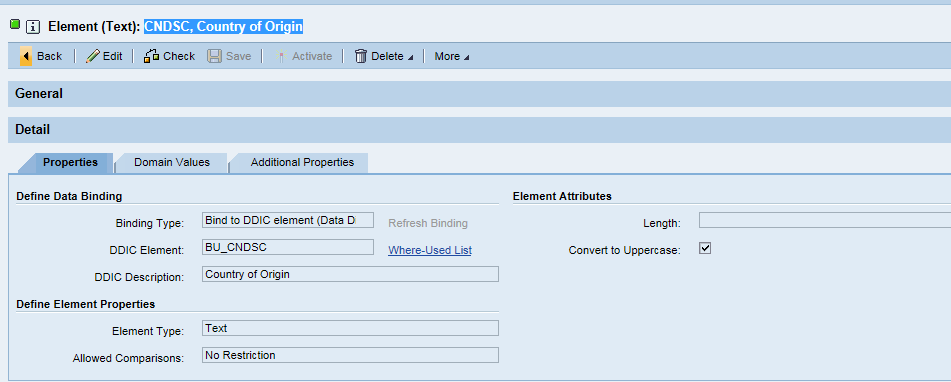 Element (Text): CNDSC, Country of Origin
Back Edit Check Save Activate Delete More
General
Detail
Properties Domain Values Additional Properties
Define Data Binding Element Attributes
Binding Type: Bind to DDIC element (Data D Refresh Binding Length:
DDIC Element: BU_CNDSC Where-Used List Convert to Uppercase:
DDIC Description: Country of Origin
Define Element Properties
Element Type: Text
Allowed Comparisons: No Restriction